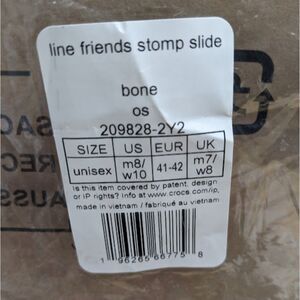 line friends stomp slide
bone
os
209828-2Y2
SIZE US EUR UK
unisex m8/ w10 41-42 m7/ w8
Is this item covered by patent, design
or IP rights? Info at www.crocs.com/ip,
made in vietnam / fabriqué au vietnam
1 96265 66775 8